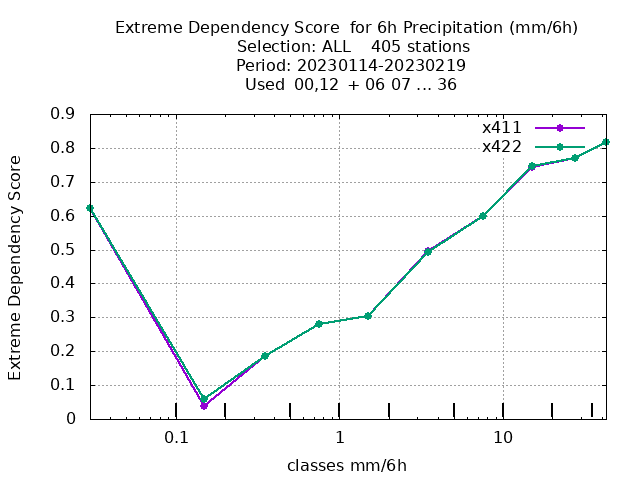 Extreme Dependency Score for 6h Precipitation (mm/6h)
Selection: ALL 405 stations
Period: 20230114-20230219
Used 00,12 + 06 07 ... 36
x411
x422
Extreme Dependency Score
0.9
0.8
0.7
0.6
0.5
0.4
0.3
0.2
0.1
0
0.1 1 10
classes mm/6h